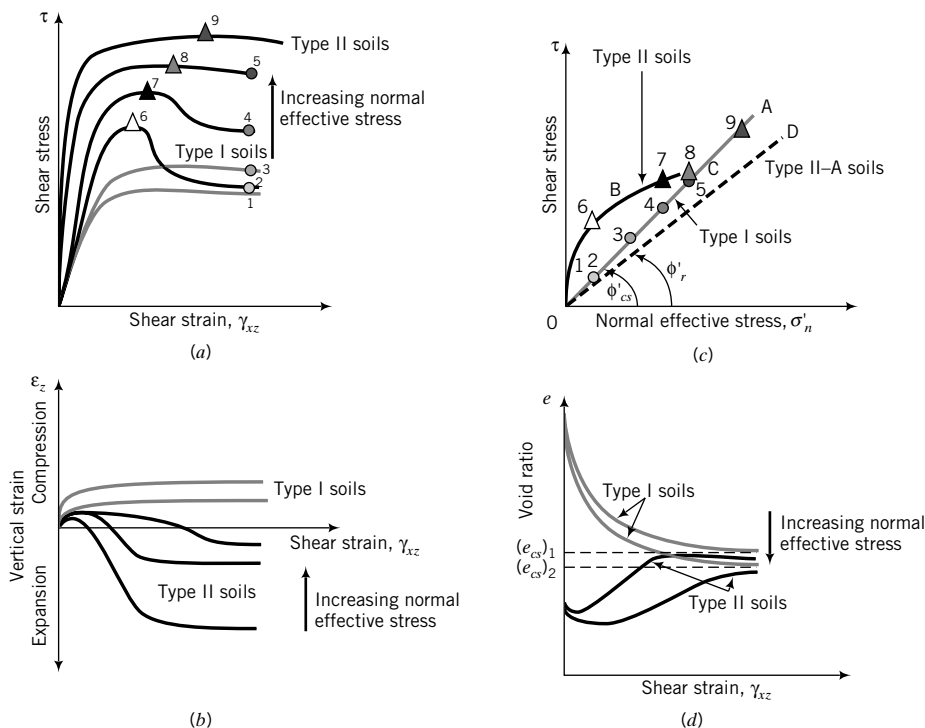 τ
Shear stress
9
Type II soils
8
5
7
Increasing normal
effective stress
6
4
Type I soils
3
2
1
Shear strain, γxz
(a)
τ
Type II
soils
Shear stress
A
9
D
7
8
C
Type II–A soils
B
5
6
4
3
Type I soils
1
2
ϕ′r
ϕ′cs
0
Normal effective stress, σ′n
(c)
εz
Vertical strain
Compression
Expansion
Type I soils
Shear strain, γxz
Type II soils
Increasing normal
effective stress
(b)
e
Void ratio
Type I soils
Increasing normal
effective stress
(ecs)1
(ecs)2
Type II soils
Shear strain, γxz
(d)